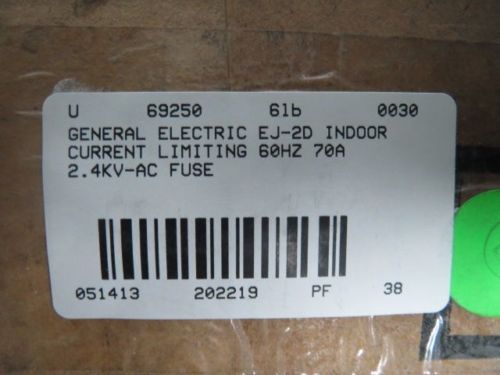 U 69250 61b 0030
GENERAL ELECTRIC EJ-2D INDOOR
CURRENT LIMITING 60HZ 70A
2.4KV-AC FUSE
051413 202219 PF 38